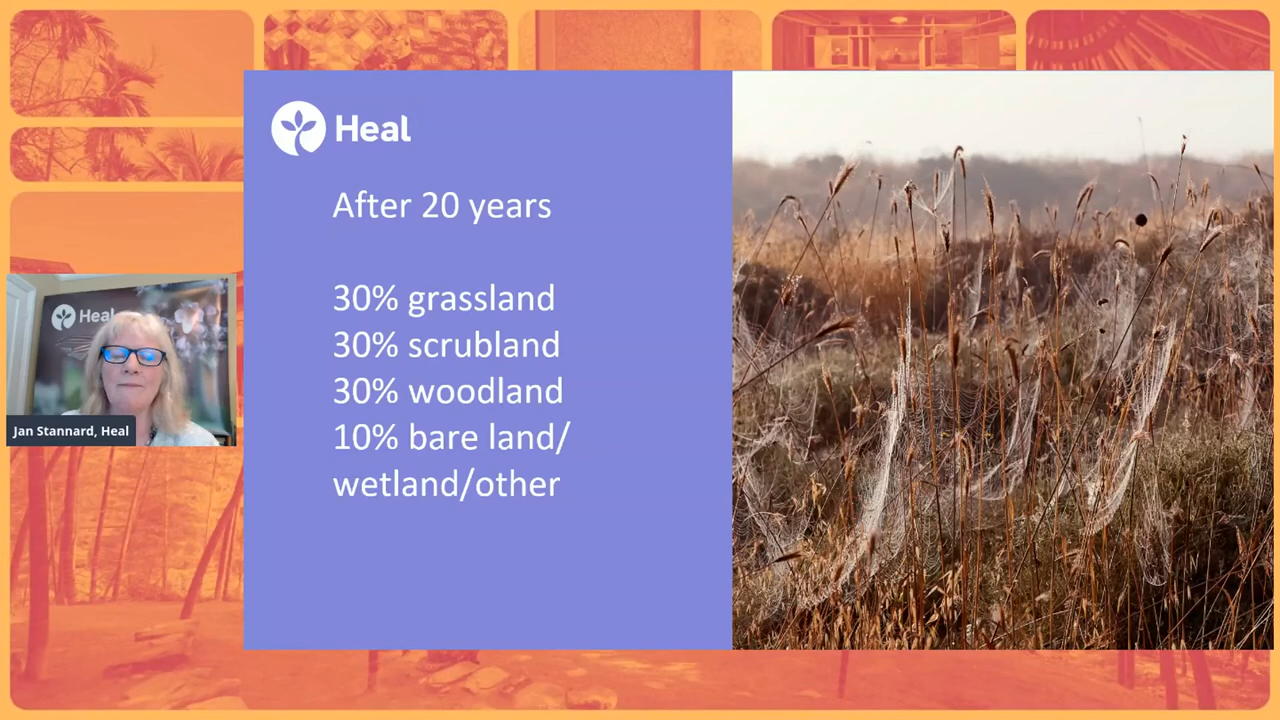 Heal
After 20 years
30% grassland
30% scrubland
30% woodland
10% bare land/
wetland/other
Heal
Jan Stannard, Heal